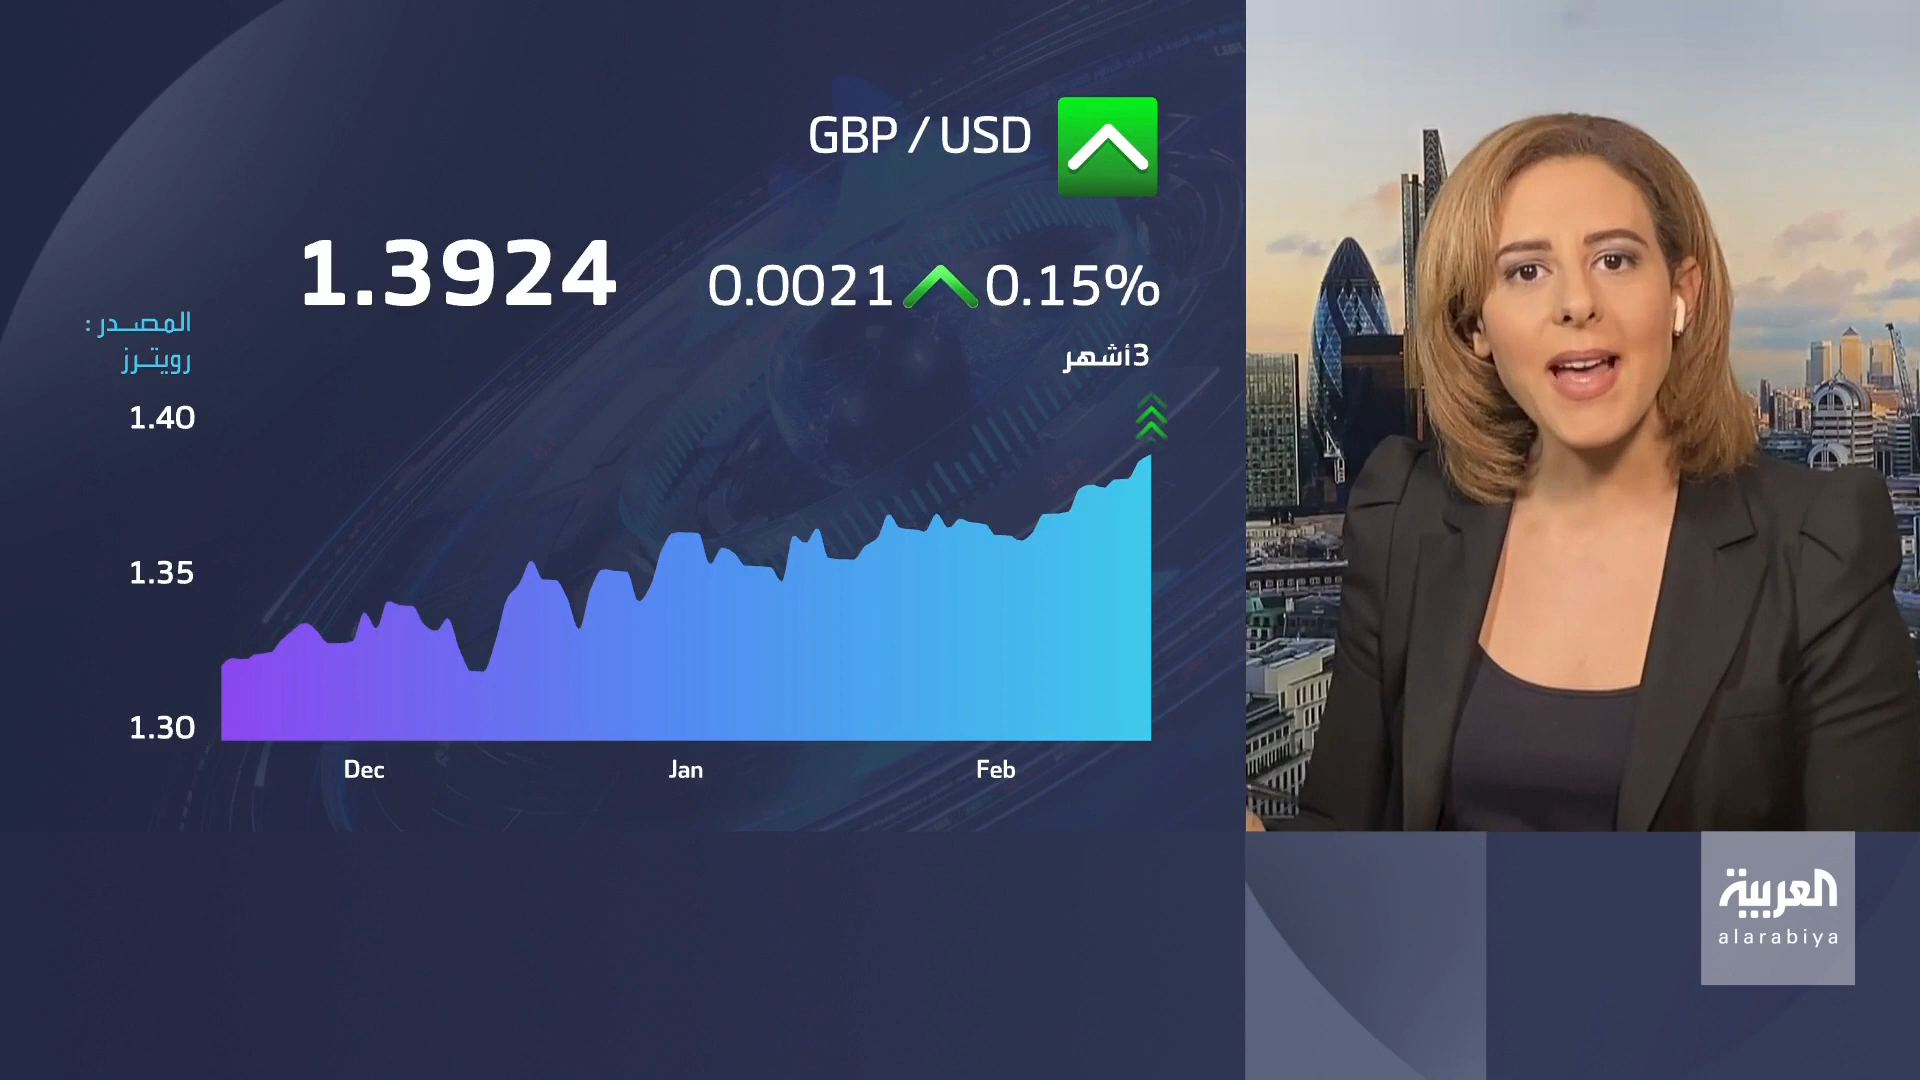 GBP / USD
1.3924
0.0021 0.15%
المصدر :
رويترز
3أشهر
1.40
1.35
1.30
Dec Jan Feb
العربية
alarabiya